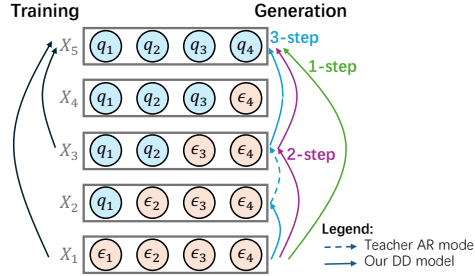 Training Generation
X₅ q₁ q₂ q₃ q₄ 3-step
1-step
X₄ q₁ q₂ q₃ ϵ₄
X₃ q₁ q₂ ϵ₃ ϵ₄
2-step
X₂ q₁ ϵ₂ ϵ₃ ϵ₄
Legend:
Teacher AR mode
X₁ ϵ₁ ϵ₂ ϵ₃ ϵ₄ Our DD model